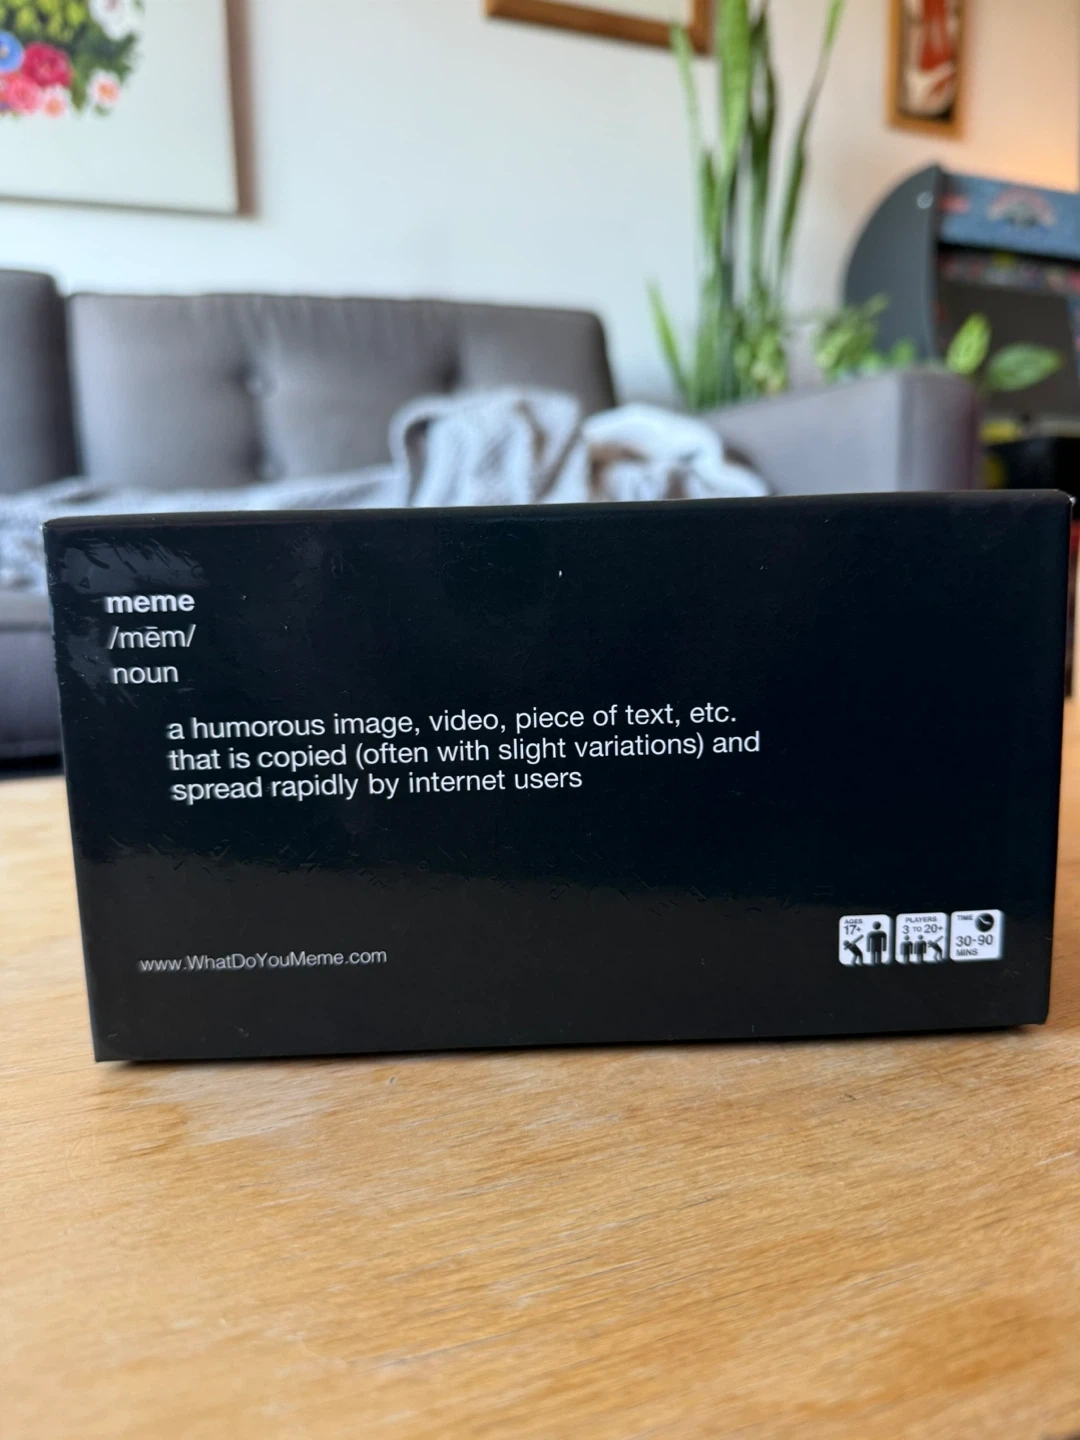 meme
/mēm/
noun
a humorous image, video, piece of text, etc.
that is copied (often with slight variations) and
spread rapidly by internet users
www.WhatDoYouMeme.com
AGES
17+
PLAYERS
3 TO 20+
TIME
30-90
MINS